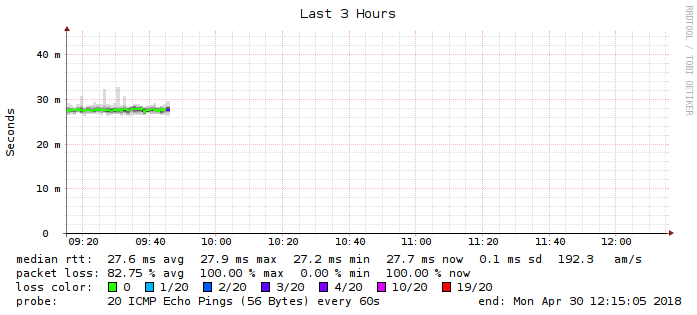 Last 3 Hours
RRDTOOL / TOBI OETIKER
Seconds
40 m
30 m
20 m
10 m
0
09:20 09:40 10:00 10:20 10:40 11:00 11:20 11:40 12:00
median rtt: 27.6 ms avg 27.9 ms max 27.2 ms min 27.7 ms now 0.1 ms sd 192.3 am/s
packet loss: 82.75 % avg 100.00 % max 0.00 % min 100.00 % now
loss color: 0 1/20 2/20 3/20 4/20 10/20 19/20
probe: 20 ICMP Echo Pings (56 Bytes) every 60s end: Mon Apr 30 12:15:05 2018